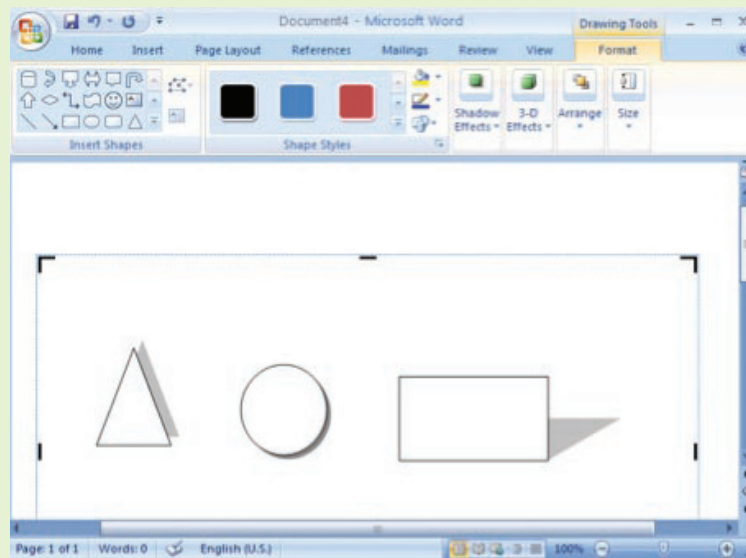 Document4 - Microsoft Word
Drawing Tools
Home Insert Page Layout References Mailings Review View Format
Shadow Effects
3-D Effects
Arrange
Size
Insert Shapes
Shape Styles
Page: 1 of 1 Words: 0 English (U.S.) 100%